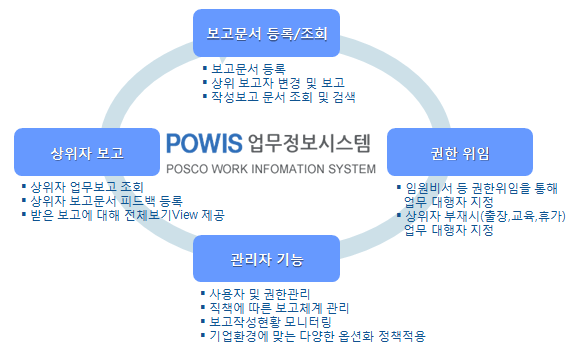 보고문서 등록/조회
▪ 보고문서 등록
▪ 상위 보고자 변경 및 보고
▪ 작성보고 문서 조회 및 검색
상위자 보고
▪ 상위자 업무보고 조회
▪ 상위자 보고문서 피드백 등록
▪ 받은 보고에 대해 전체보기View 제공
POWIS 업무정보시스템
POSCO WORK INFOMATION SYSTEM
권한 위임
▪ 임원비서 등 권한위임을 통해
업무 대행자 지정
▪ 상위자 부재시(출장,교육,휴가)
업무 대행자 지정
관리자 기능
▪ 사용자 및 권한관리
▪ 직책에 따른 보고체계 관리
▪ 보고작성현황 모니터링
▪ 기업환경에 맞는 다양한 옵션화 정책적용